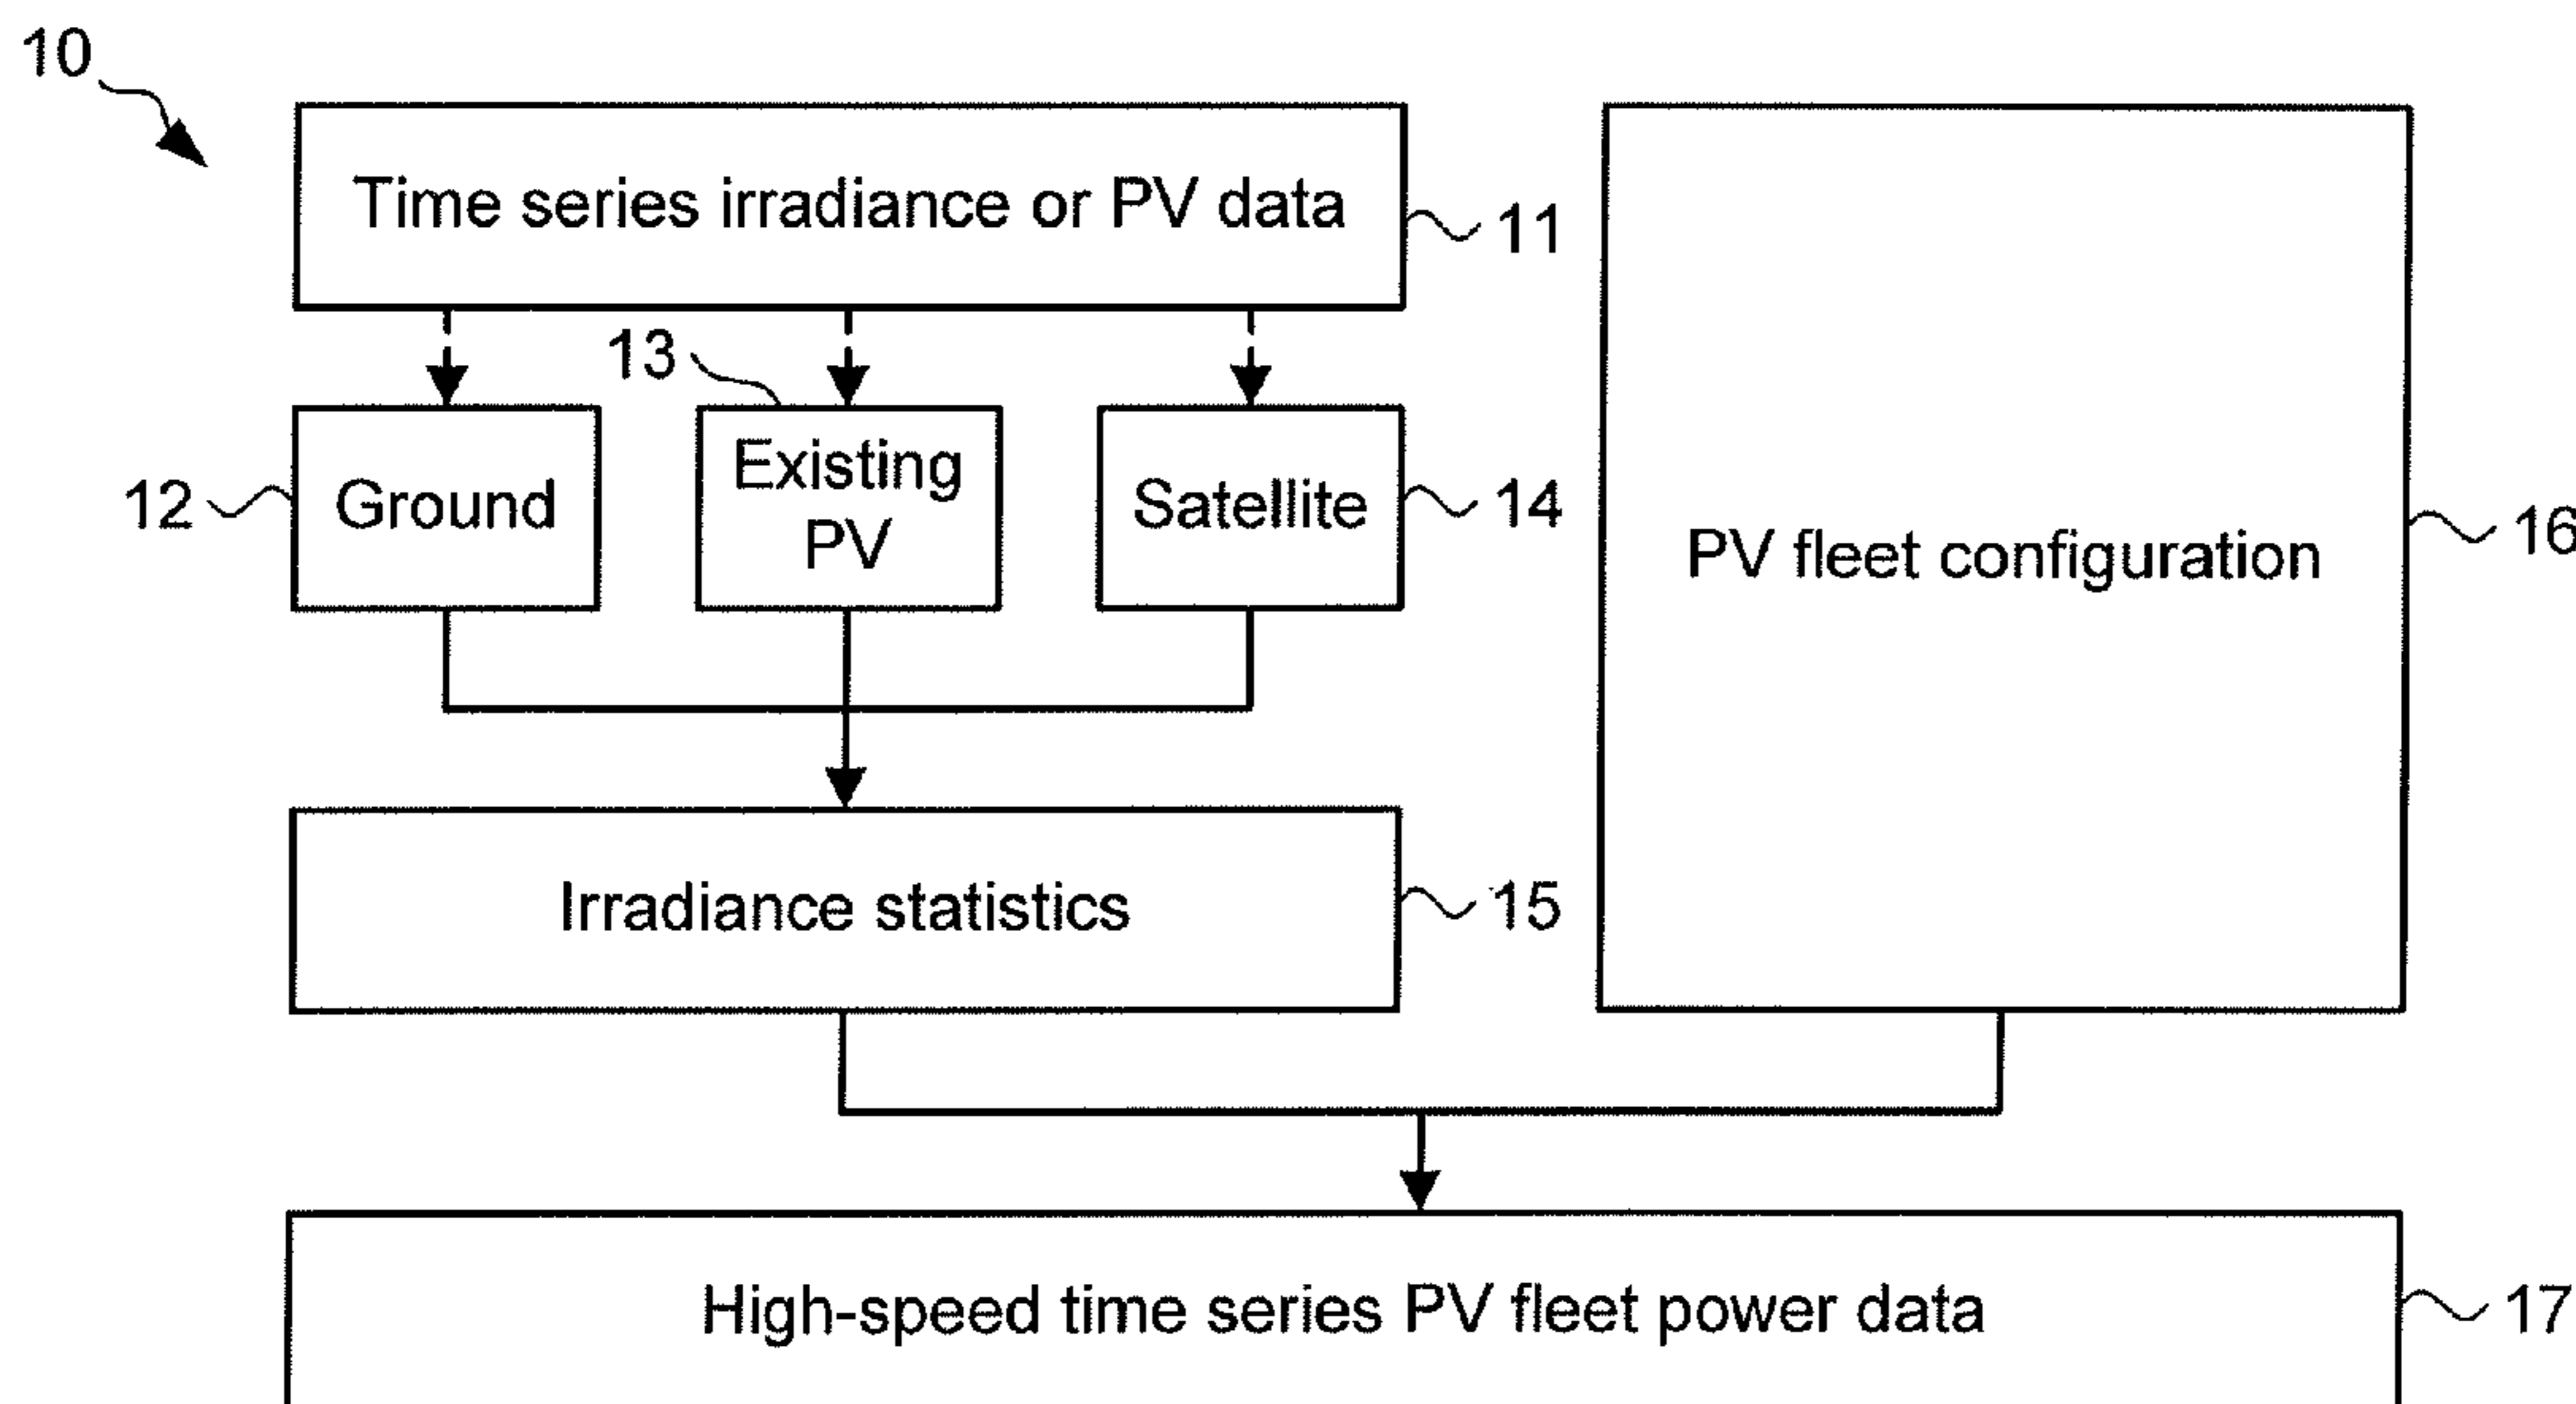 10
Time series irradiance or PV data
11
13
12
Ground
Existing
PV
Satellite
14
PV fleet configuration
16
Irradiance statistics
15
High-speed time series PV fleet power data
17